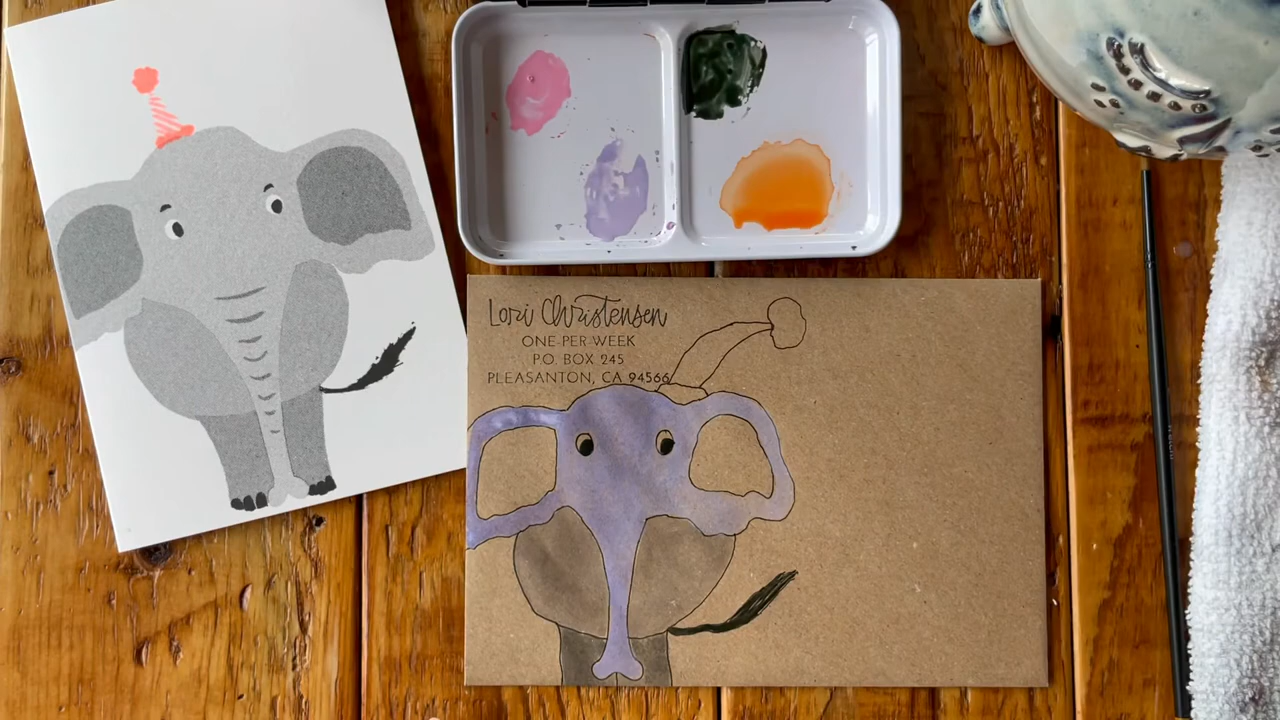 Lori Christensen
ONE-PER-WEEK
P.O. BOX 245
PLEASANTON, CA 94566